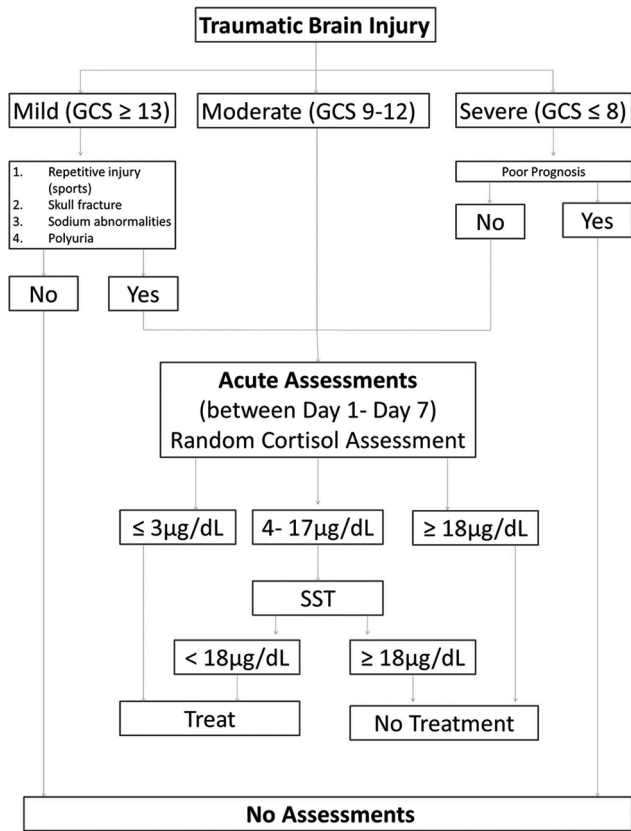 Traumatic Brain Injury
Mild (GCS ≥ 13)
Moderate (GCS 9-12)
Severe (GCS ≤ 8)
1. Repetitive injury
(sports)
2. Skull fracture
3. Sodium abnormalities
4. Polyuria
Poor Prognosis
No
Yes
No
Yes
Acute Assessments
(between Day 1- Day 7)
Random Cortisol Assessment
≤ 3µg/dL
4- 17µg/dL
≥ 18µg/dL
SST
< 18µg/dL
≥ 18µg/dL
Treat
No Treatment
No Assessments